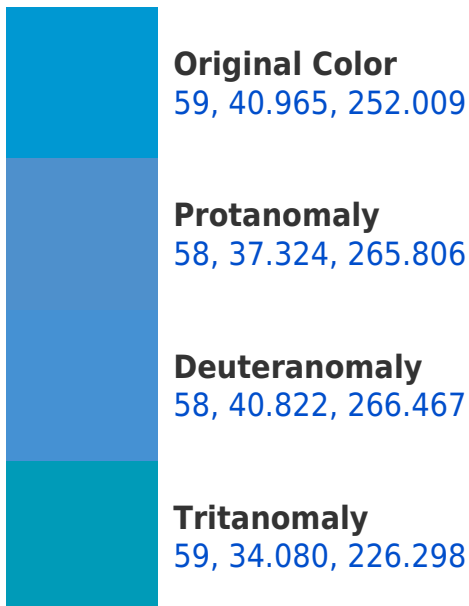 Original Color
59, 40.965, 252.009
Protanomaly
58, 37.324, 265.806
Deuteranomaly
58, 40.822, 266.467
Tritanomaly
59, 34.080, 226.298